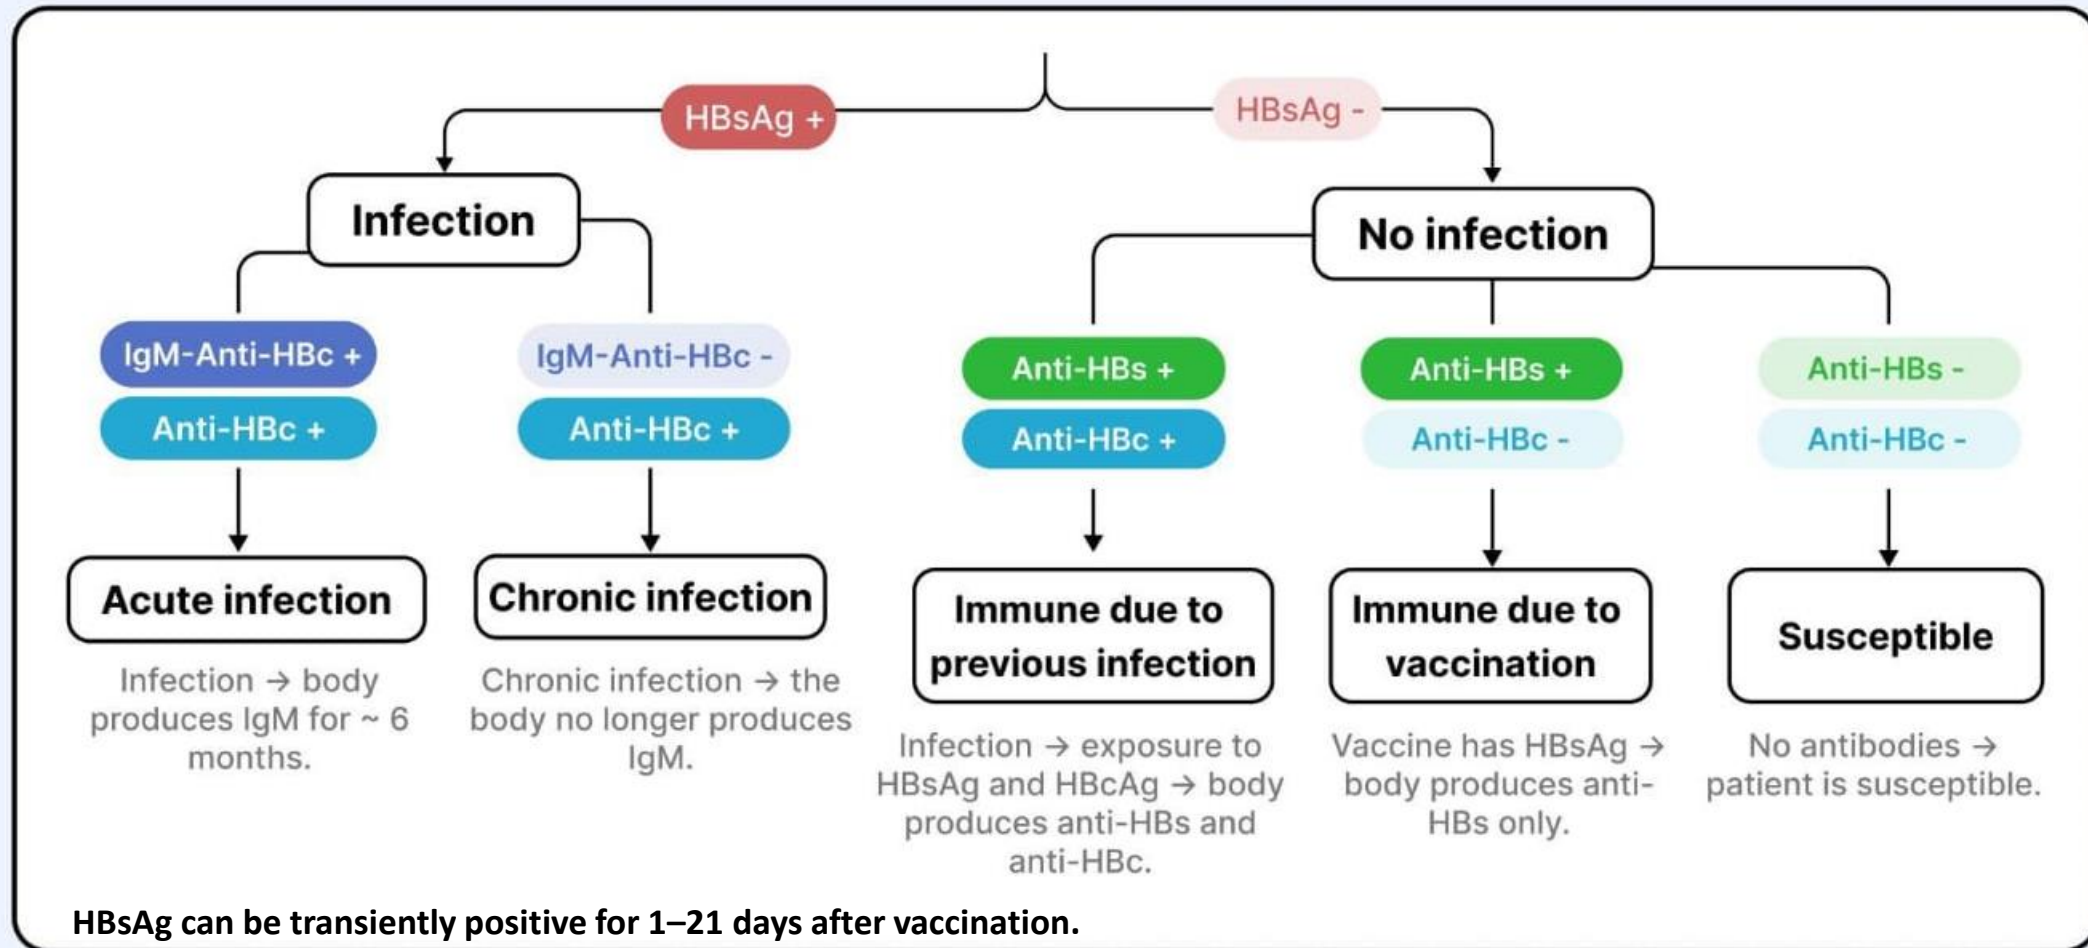 HBsAg +
HBsAg -
Infection
No infection
IgM-Anti-HBc +
Anti-HBc +
IgM-Anti-HBc -
Anti-HBc +
Anti-HBs +
Anti-HBc +
Anti-HBs +
Anti-HBc -
Anti-HBs -
Anti-HBc -
Acute infection
Infection → body
produces IgM for ~ 6
months.
Chronic infection
Chronic infection → the
body no longer produces
IgM.
Immune due to
previous infection
Infection → exposure to
HBsAg and HBcAg → body
produces anti-HBs and
anti-HBc.
Immune due to
vaccination
Vaccine has HBsAg →
body produces anti-
HBs only.
Susceptible
No antibodies →
patient is susceptible.
HBsAg can be transiently positive for 1–21 days after vaccination.